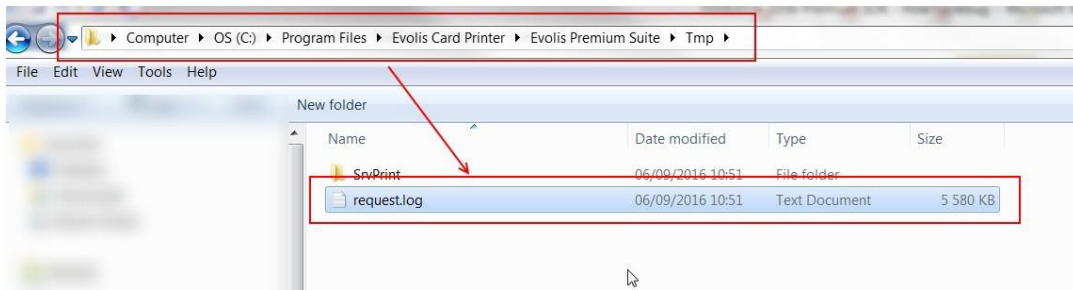 Computer ▸ OS (C:) ▸ Program Files ▸ Evolis Card Printer ▸ Evolis Premium Suite ▸ Tmp ▸
File Edit View Tools Help
New folder
Name Date modified Type Size
SrvPrint 06/09/2016 10:51 File folder
request.log 06/09/2016 10:51 Text Document 5 580 KB